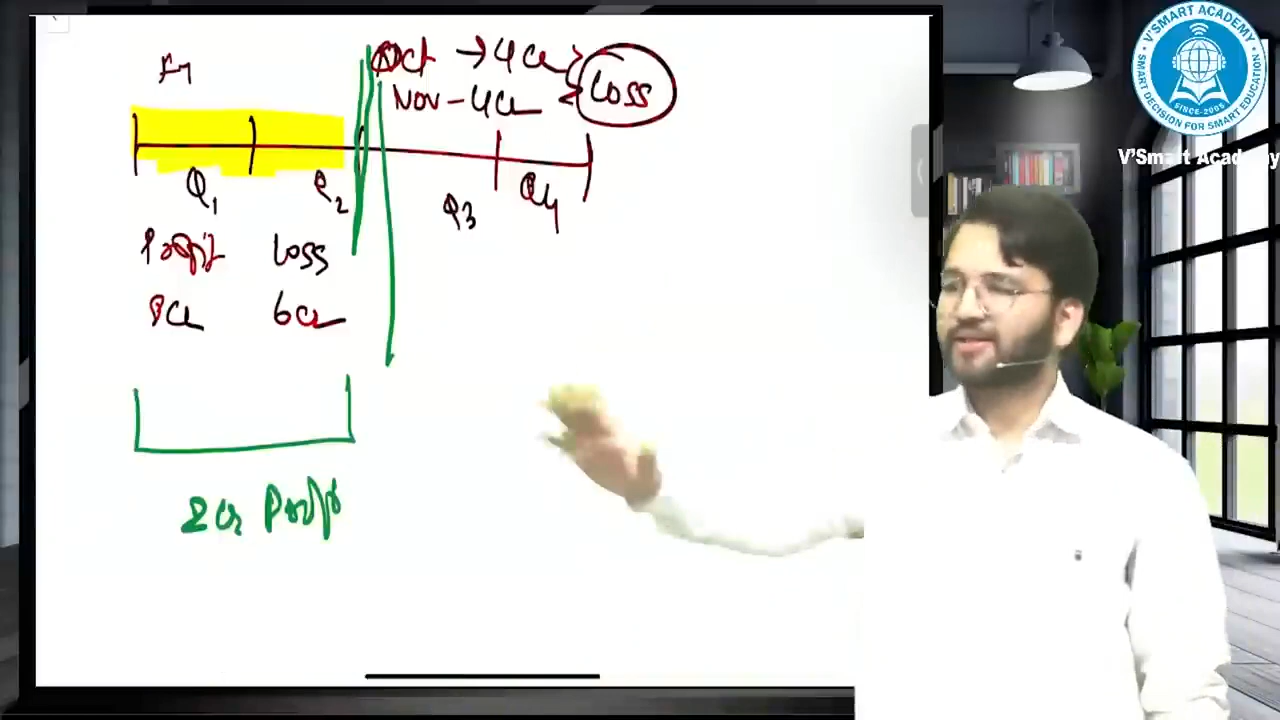 Oct → 4Cr
Nov - 4Cr
Loss
Q1 Q2 Q3 Q4
Profit Loss
8Cr 6Cr
2Cr Profit
V'SMART ACADEMY
SMART DECISION FOR SMART EDUCATION
SINCE-2005
V'Smart Academy